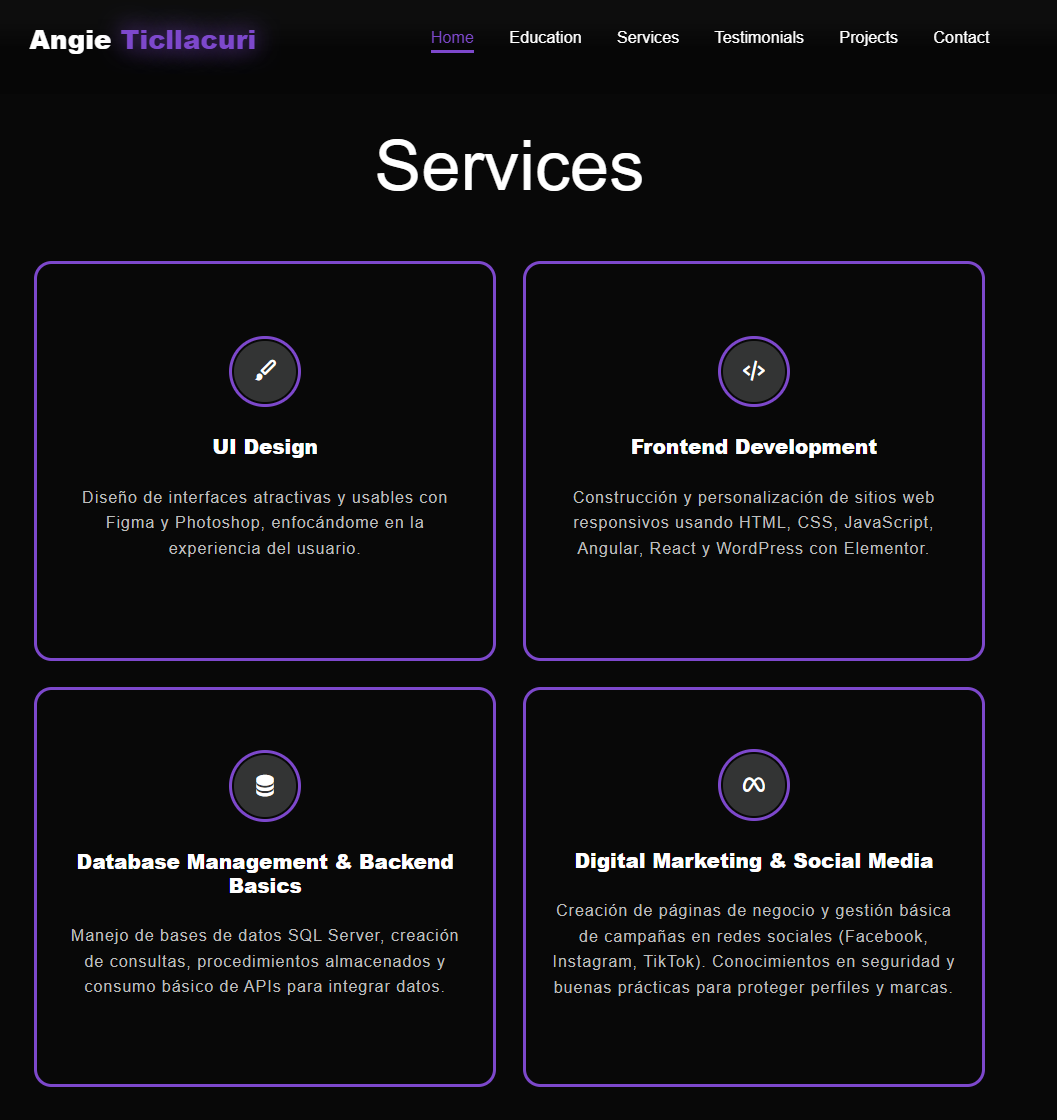 Angie Ticllacuri
Home Education Services Testimonials Projects Contact
Services
UI Design
Diseño de interfaces atractivas y usables con
Figma y Photoshop, enfocándome en la
experiencia del usuario.
Frontend Development
Construcción y personalización de sitios web
responsivos usando HTML, CSS, JavaScript,
Angular, React y WordPress con Elementor.
Database Management & Backend
Basics
Manejo de bases de datos SQL Server, creación
de consultas, procedimientos almacenados y
consumo básico de APIs para integrar datos.
Digital Marketing & Social Media
Creación de páginas de negocio y gestión básica
de campañas en redes sociales (Facebook,
Instagram, TikTok). Conocimientos en seguridad y
buenas prácticas para proteger perfiles y marcas.